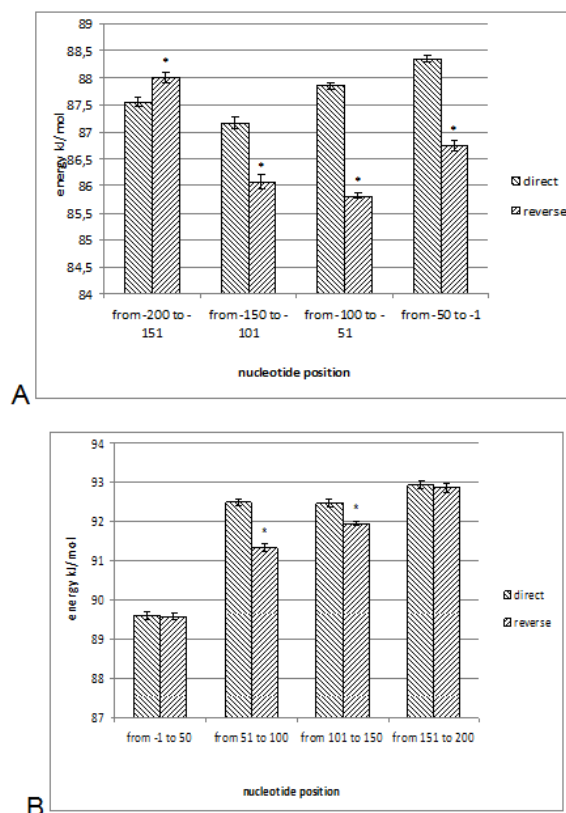 88,5
88
87,5
87
86,5
86
85,5
85
84,5
84
energy kJ/mol
*
*
*
*
direct
reverse
from -200 to -
151
from -150 to -
101
from -100 to -
51
from -50 to -1
nucleotide position
A
94
93
92
91
90
89
88
87
energy kJ/mol
*
*
direct
reverse
from -1 to 50
from 51 to 100
from 101 to 150
from 151 to 200
nucleotide position
B